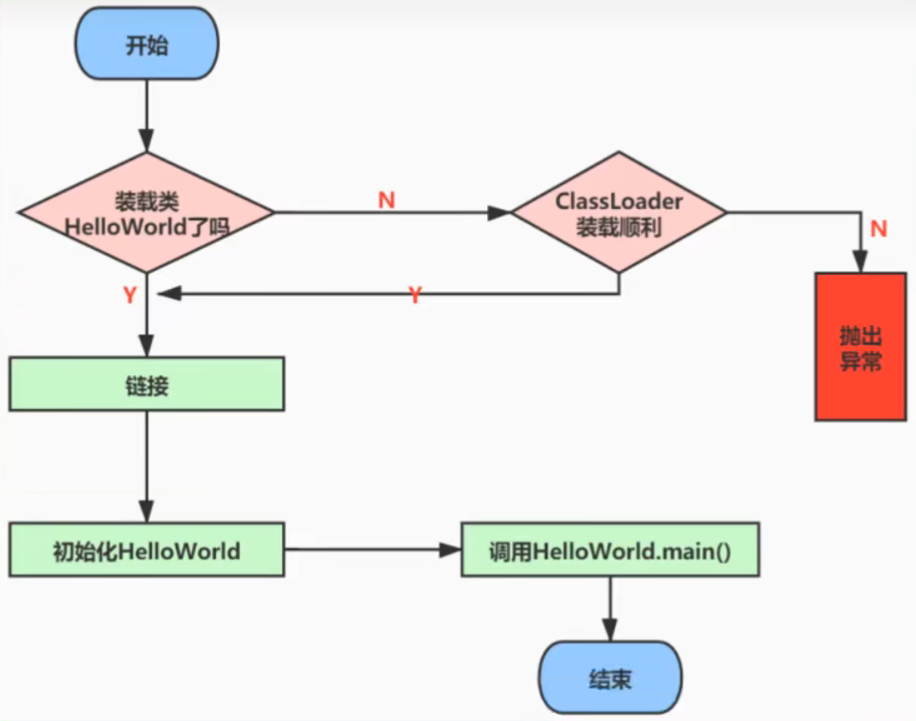 开始
装载类
HelloWorld了吗
N
ClassLoader
装载顺利
N
Y
Y
抛出
异常
链接
初始化HelloWorld
调用HelloWorld.main()
结束